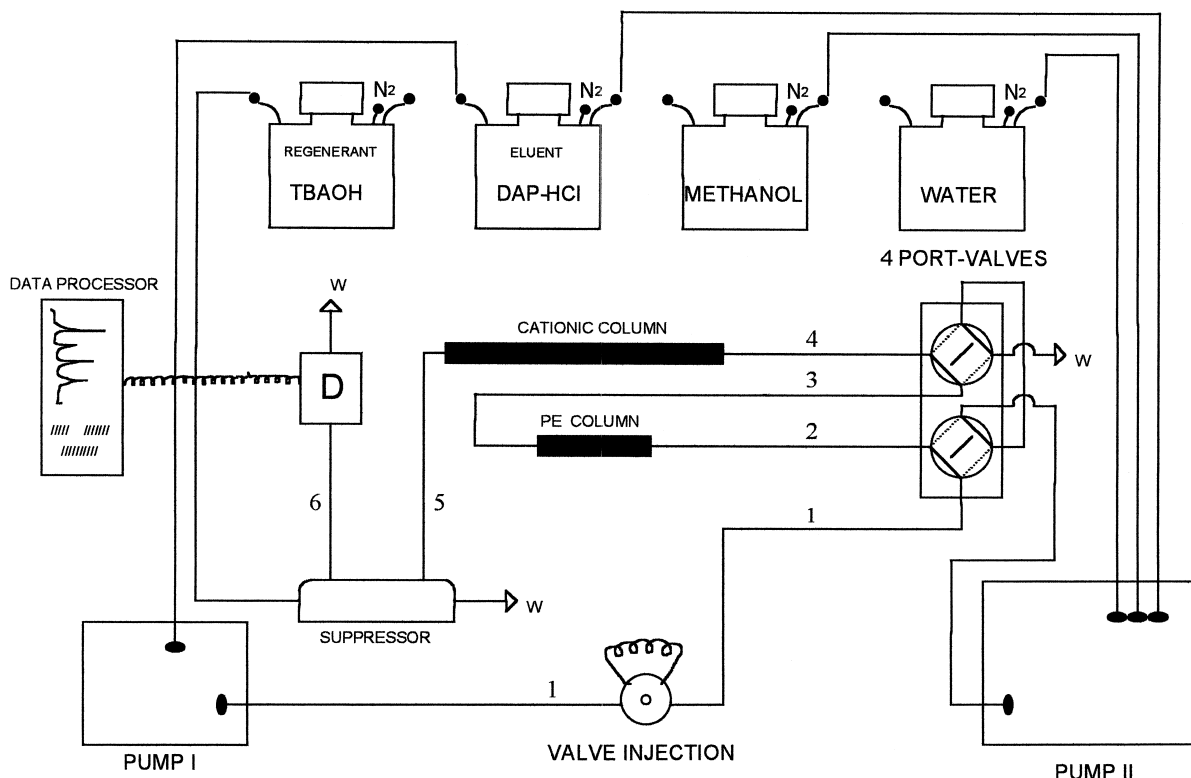 N2
N2
N2
N2
REGENERANT
TBAOH
ELUENT
DAP-HCl
METHANOL
WATER
4 PORT-VALVES
DATA PROCESSOR
W
CATIONIC COLUMN
4
W
D
3
PE COLUMN
2
6
5
1
W
SUPPRESSOR
1
VALVE INJECTION
PUMP I
PUMP II